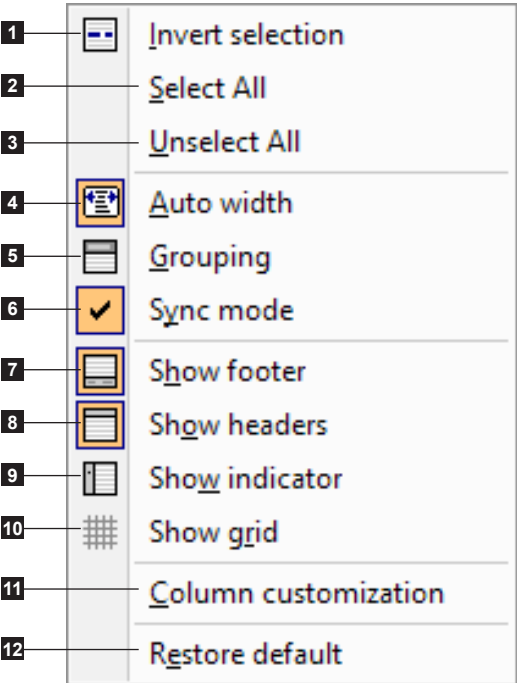 1 Invert selection
2 Select All
3 Unselect All
4 Auto width
5 Grouping
6 Sync mode
7 Show footer
8 Show headers
9 Show indicator
10 Show grid
11 Column customization
12 Restore default